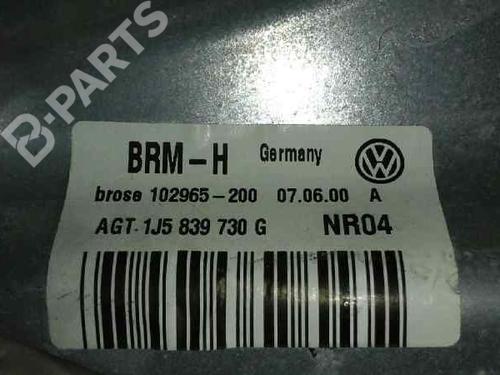 B-PARTS
BRM-H Germany
brose 102965-200 07.06.00 A
AGT.1J5 839 730 G NR04